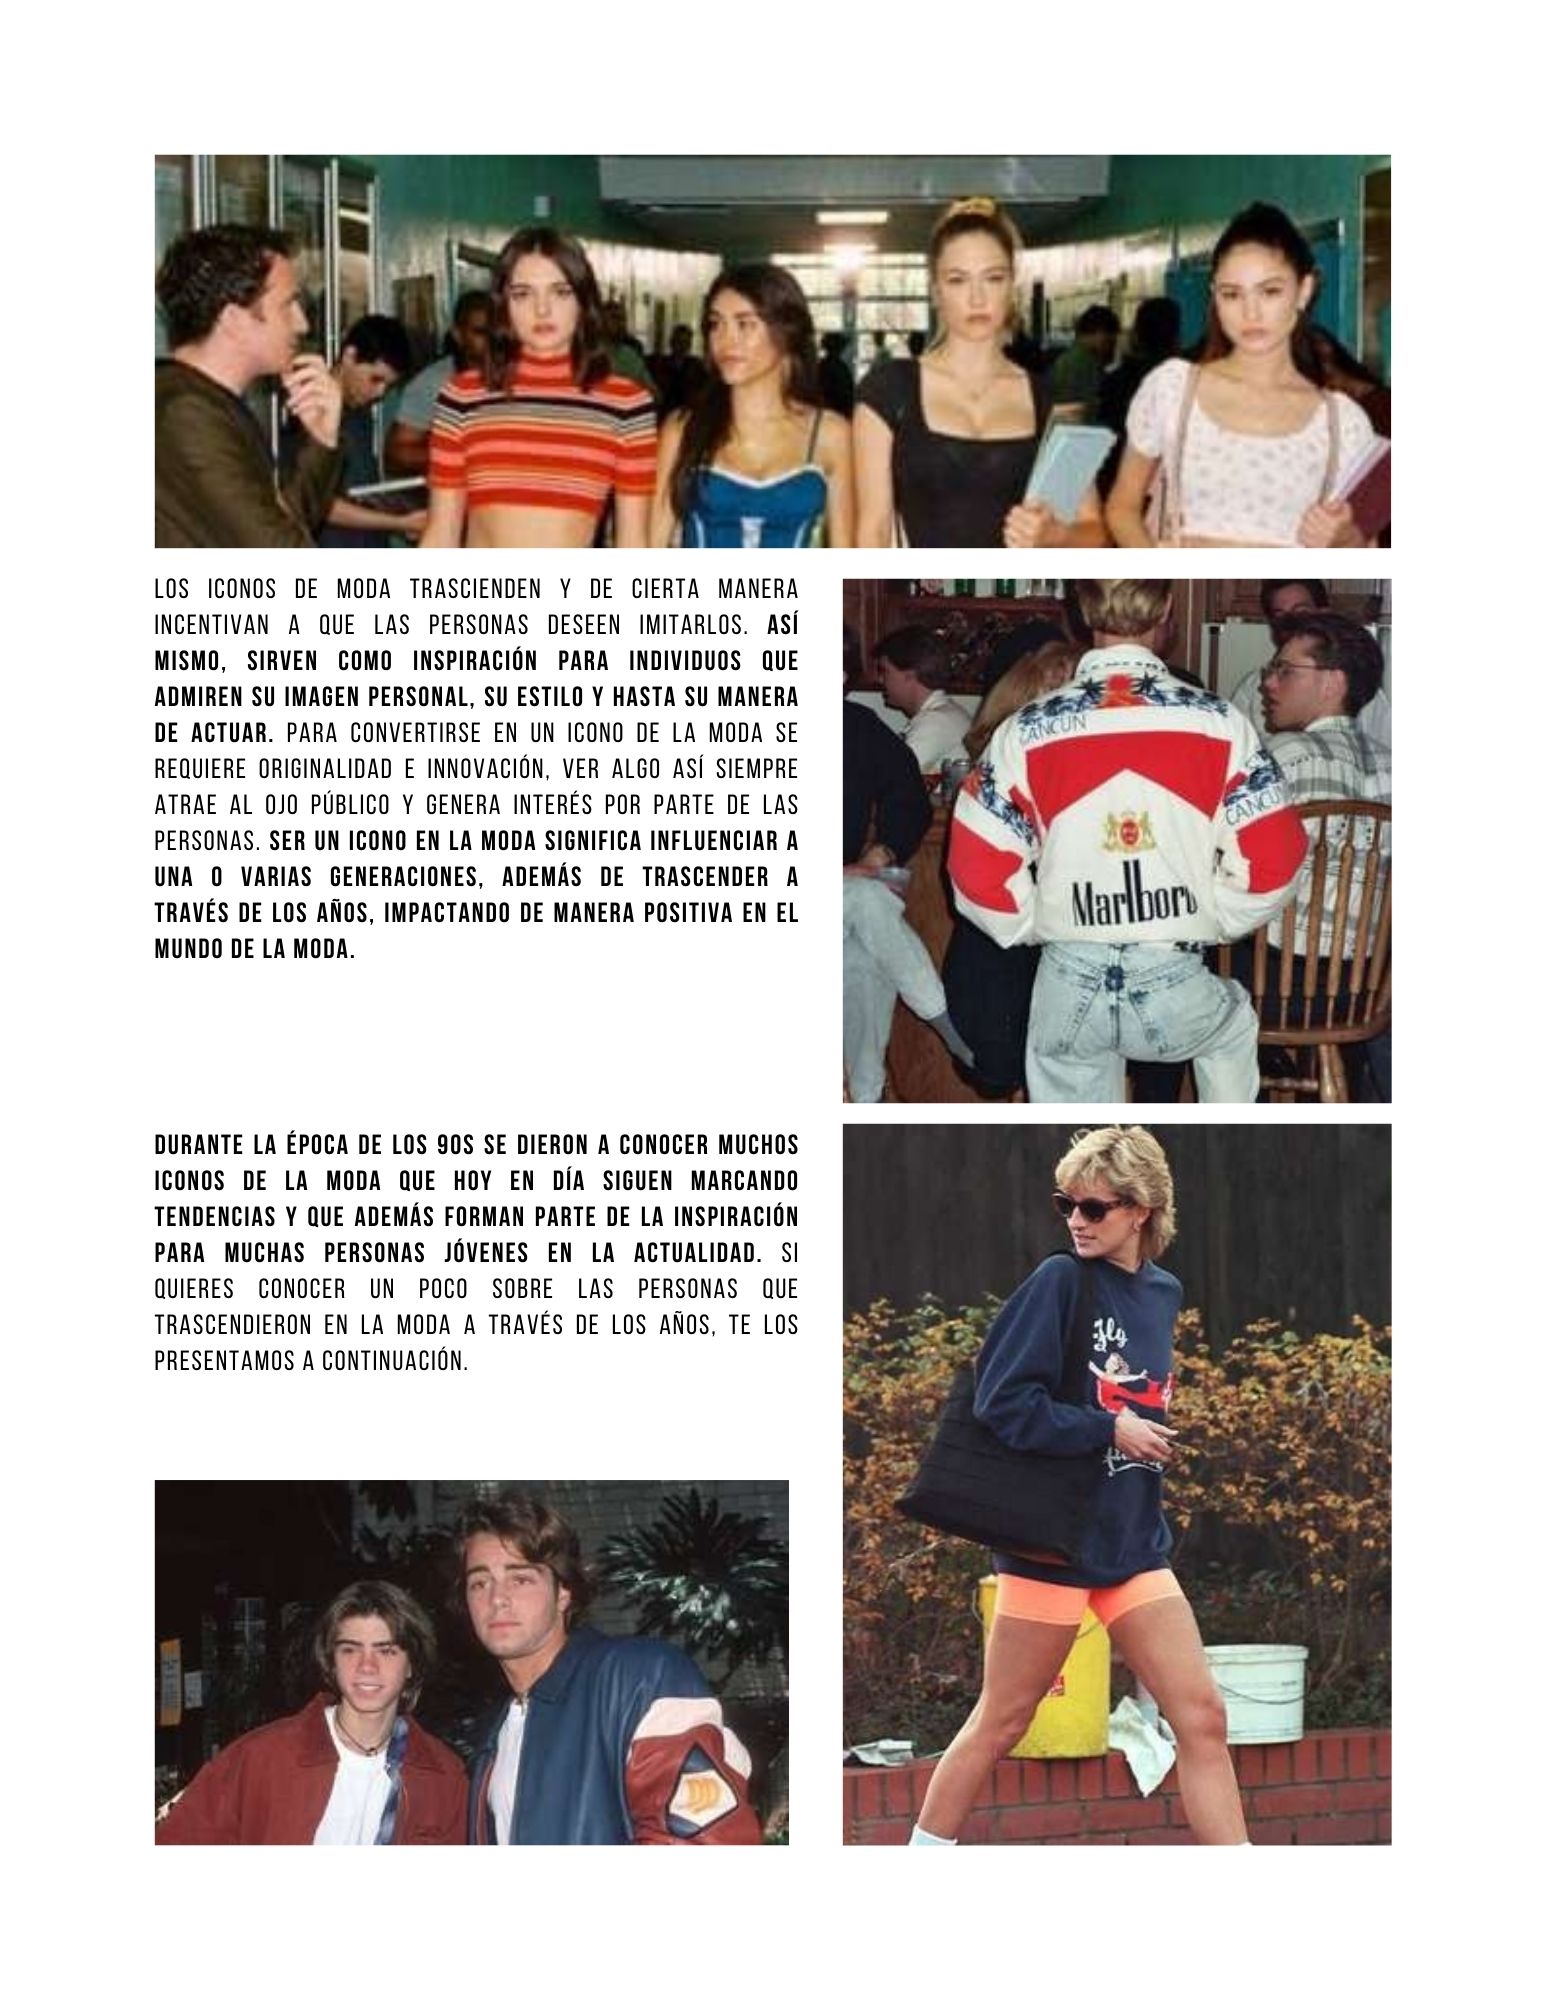 LOS ICONOS DE MODA TRASCIENDEN Y DE CIERTA MANERA
INCENTIVAN A QUE LAS PERSONAS DESEEN IMITARLOS. ASÍ
MISMO, SIRVEN COMO INSPIRACIÓN PARA INDIVIDUOS QUE
ADMIREN SU IMAGEN PERSONAL, SU ESTILO Y HASTA SU MANERA
DE ACTUAR. PARA CONVERTIRSE EN UN ICONO DE LA MODA SE
REQUIERE ORIGINALIDAD E INNOVACIÓN, VER ALGO ASÍ SIEMPRE
ATRAE AL OJO PÚBLICO Y GENERA INTERÉS POR PARTE DE LAS
PERSONAS. SER UN ICONO EN LA MODA SIGNIFICA INFLUENCIAR A
UNA O VARIAS GENERACIONES, ADEMÁS DE TRASCENDER A
TRAVÉS DE LOS AÑOS, IMPACTANDO DE MANERA POSITIVA EN EL
MUNDO DE LA MODA.
CANCUN
CANCUN
Marlboro
DURANTE LA ÉPOCA DE LOS 90S SE DIERON A CONOCER MUCHOS
ICONOS DE LA MODA QUE HOY EN DÍA SIGUEN MARCANDO
TENDENCIAS Y QUE ADEMÁS FORMAN PARTE DE LA INSPIRACIÓN
PARA MUCHAS PERSONAS JÓVENES EN LA ACTUALIDAD. SI
QUIERES CONOCER UN POCO SOBRE LAS PERSONAS QUE
TRASCENDIERON EN LA MODA A TRAVÉS DE LOS AÑOS, TE LOS
PRESENTAMOS A CONTINUACIÓN.
Fly